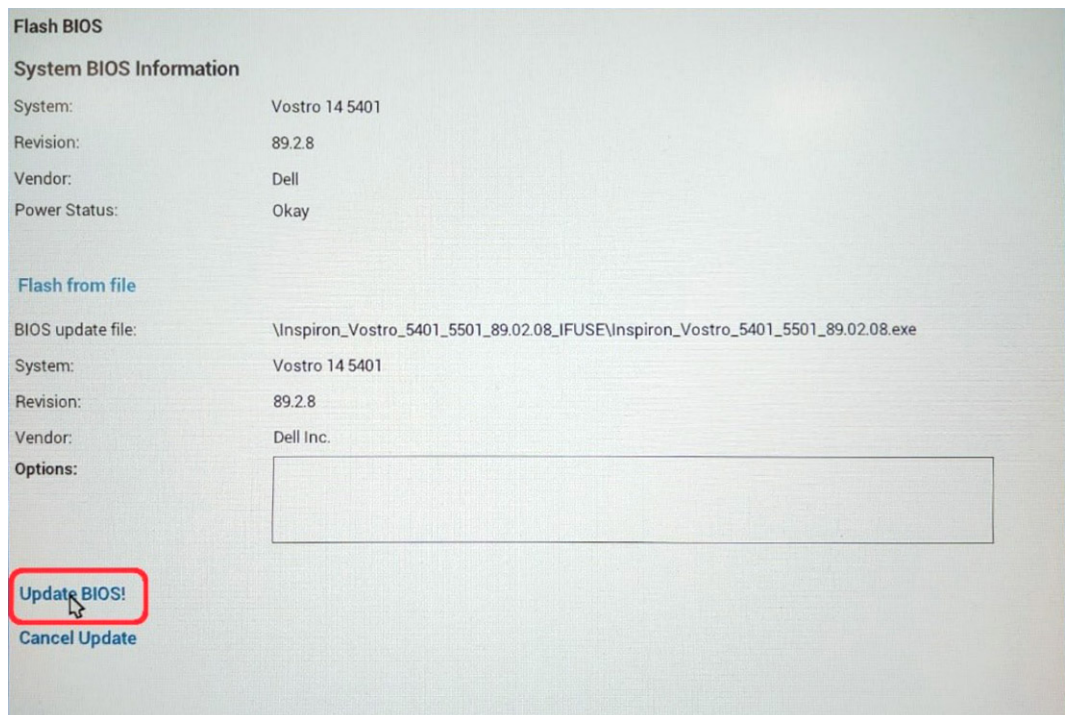 Flash BIOS
System BIOS Information
System: Vostro 14 5401
Revision: 89.2.8
Vendor: Dell
Power Status: Okay
Flash from file
BIOS update file: \Inspiron_Vostro_5401_5501_89.02.08_IFUSE\Inspiron_Vostro_5401_5501_89.02.08.exe
System: Vostro 14 5401
Revision: 89.2.8
Vendor: Dell Inc.
Options:
Update BIOS!
Cancel Update